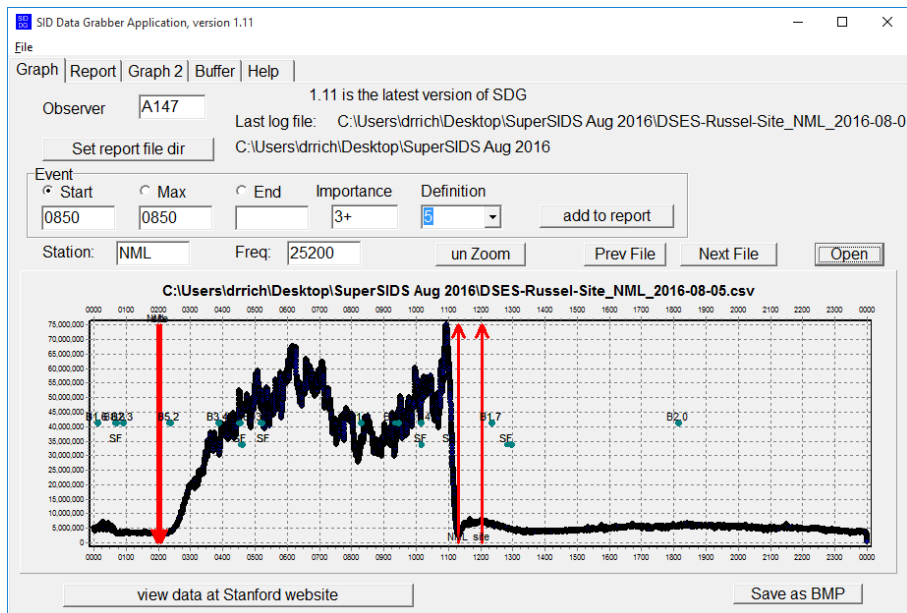 SID Data Grabber Application, version 1.11
File
Graph Report Graph 2 Buffer Help
1.11 is the latest version of SDG
Observer A147
Last log file: C:\Users\drrich\Desktop\SuperSIDS Aug 2016\DSES-Russel-Site_NML_2016-08-0
Set report file dir C:\Users\drrich\Desktop\SuperSIDS Aug 2016
Event
Start Max End Importance Definition
0850 0850 3+ 5 add to report
Station: NML Freq: 25200 un Zoom Prev File Next File Open
C:\Users\drrich\Desktop\SuperSIDS Aug 2016\DSES-Russel-Site_NML_2016-08-05.csv
0000 0100 0200 0300 0400 0500 0600 0700 0800 0900 1000 1100 1200 1300 1400 1500 1600 1700 1800 1900 2000 2100 2200 2300 0000
75,000,000
70,000,000
65,000,000
60,000,000
55,000,000
50,000,000
45,000,000
B1.6 B5.2 B1.7 B2.0
40,000,000
SF SF SF SF SF
35,000,000
30,000,000
25,000,000
20,000,000
15,000,000
10,000,000
5,000,000
NML site
0
0000 0100 0200 0300 0400 0500 0600 0700 0800 0900 1000 1100 1200 1300 1400 1500 1600 1700 1800 1900 2000 2100 2200 2300 0000
view data at Stanford website Save as BMP